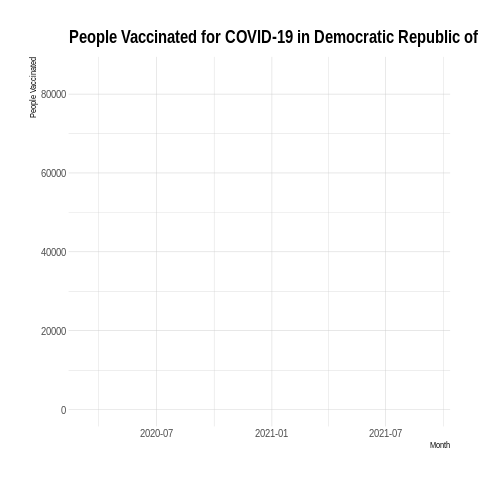 People Vaccinated for COVID-19 in Democratic Republic of
People Vaccinated
80000
60000
40000
20000
0
2020-07 2021-01 2021-07
Month